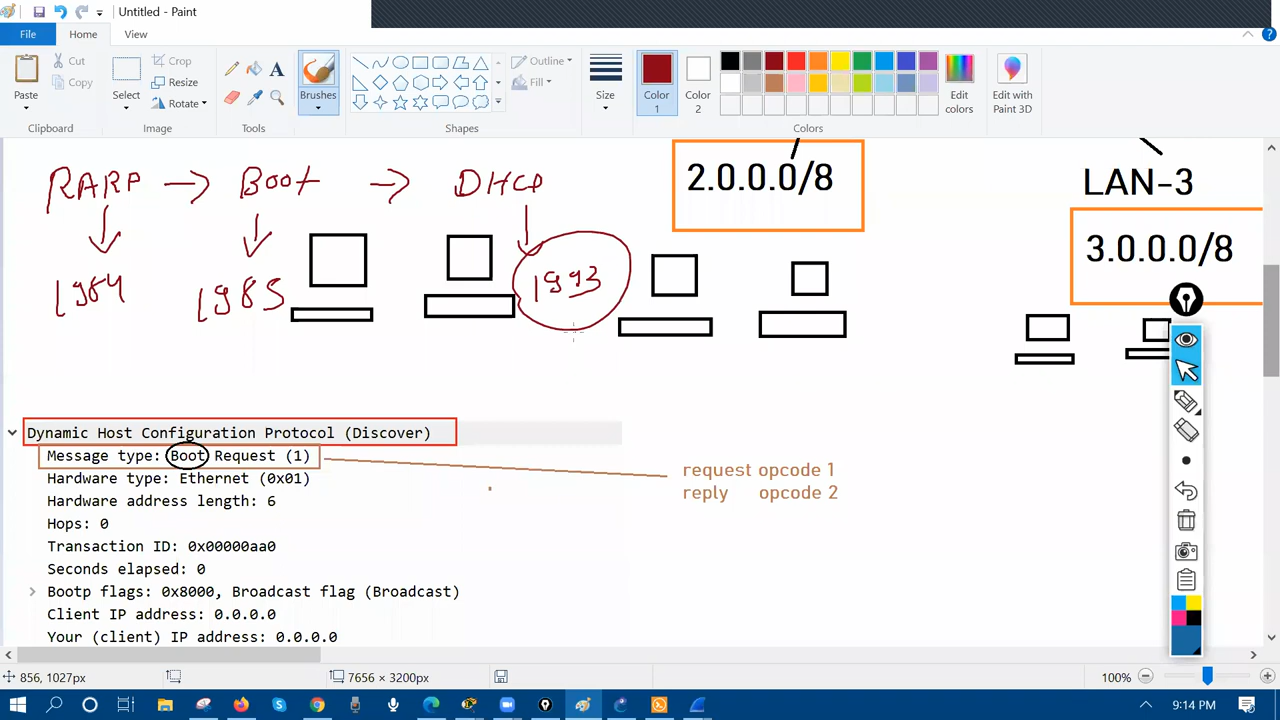 Untitled - Paint
File Home View
Paste
Cut
Copy
Clipboard
Select
Crop
Resize
Rotate
Image
A
Tools
Brushes
Outline
Fill
Shapes
Size
Color 1
Color 2
Edit colors
Edit with Paint 3D
Colors
RARP → Boot → DHCP
1984 1985 1993
2.0.0.0/8
LAN-3
3.0.0.0/8
Dynamic Host Configuration Protocol (Discover)
Message type: Boot Request (1)
Hardware type: Ethernet (0x01)
Hardware address length: 6
Hops: 0
Transaction ID: 0x00000aa0
Seconds elapsed: 0
Bootp flags: 0x8000, Broadcast flag (Broadcast)
Client IP address: 0.0.0.0
Your (client) IP address: 0.0.0.0
request opcode 1
reply opcode 2
856, 1027px
7656 × 3200px
100%
9:14 PM